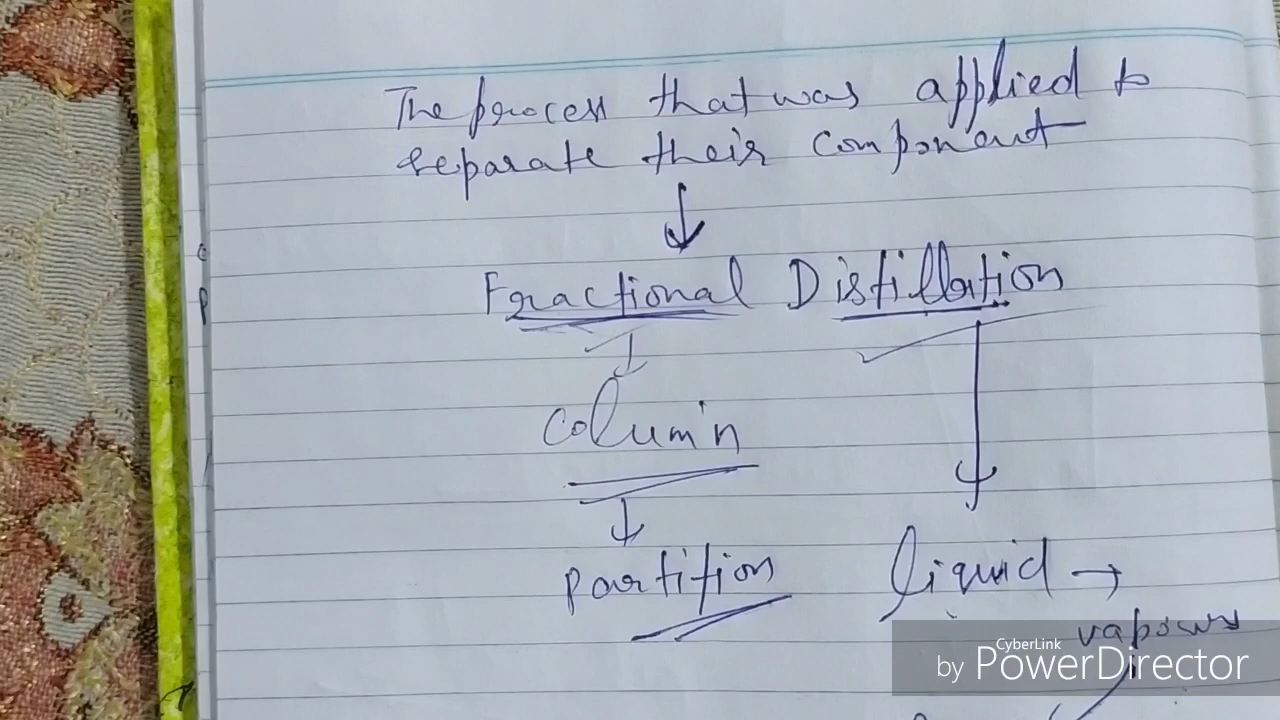 The process that was applied to
separate their component
Fractional Distillation
Column
Partition
liquid →
vapours
CyberLink
by PowerDirector